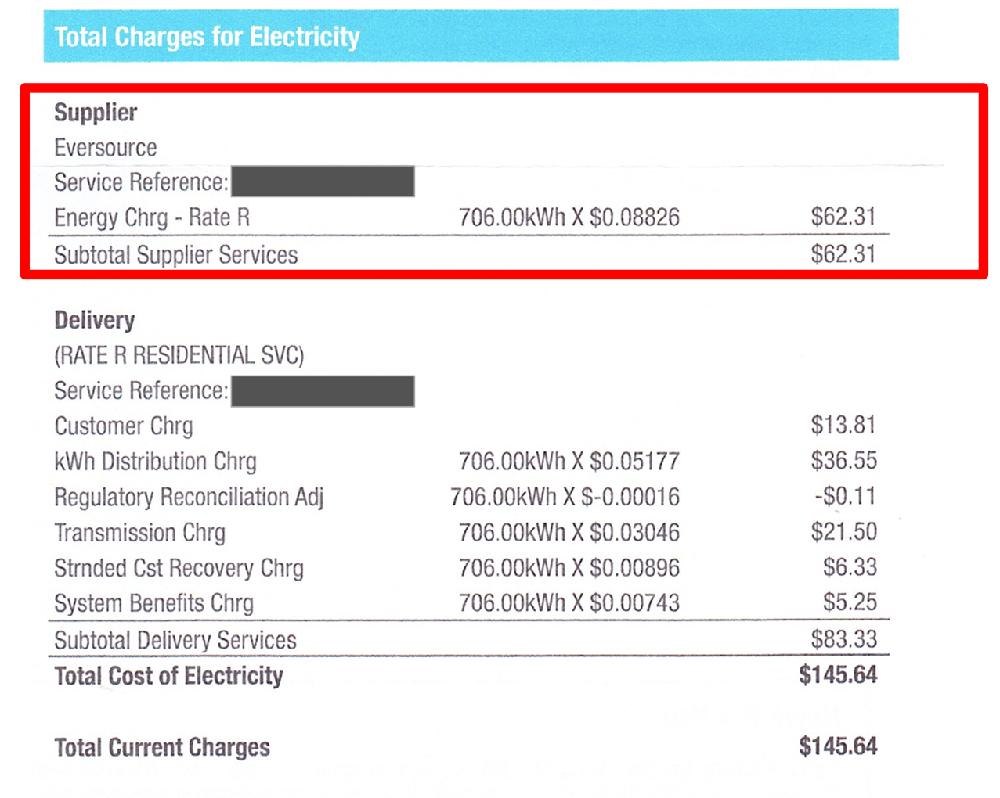 Total Charges for Electricity
Supplier
Eversource
Service Reference:
Energy Chrg - Rate R 706.00kWh X $0.08826 $62.31
Subtotal Supplier Services $62.31
Delivery
(RATE R RESIDENTIAL SVC)
Service Reference:
Customer Chrg $13.81
kWh Distribution Chrg 706.00kWh X $0.05177 $36.55
Regulatory Reconciliation Adj 706.00kWh X $-0.00016 -$0.11
Transmission Chrg 706.00kWh X $0.03046 $21.50
Strnded Cst Recovery Chrg 706.00kWh X $0.00896 $6.33
System Benefits Chrg 706.00kWh X $0.00743 $5.25
Subtotal Delivery Services $83.33
Total Cost of Electricity $145.64
Total Current Charges $145.64